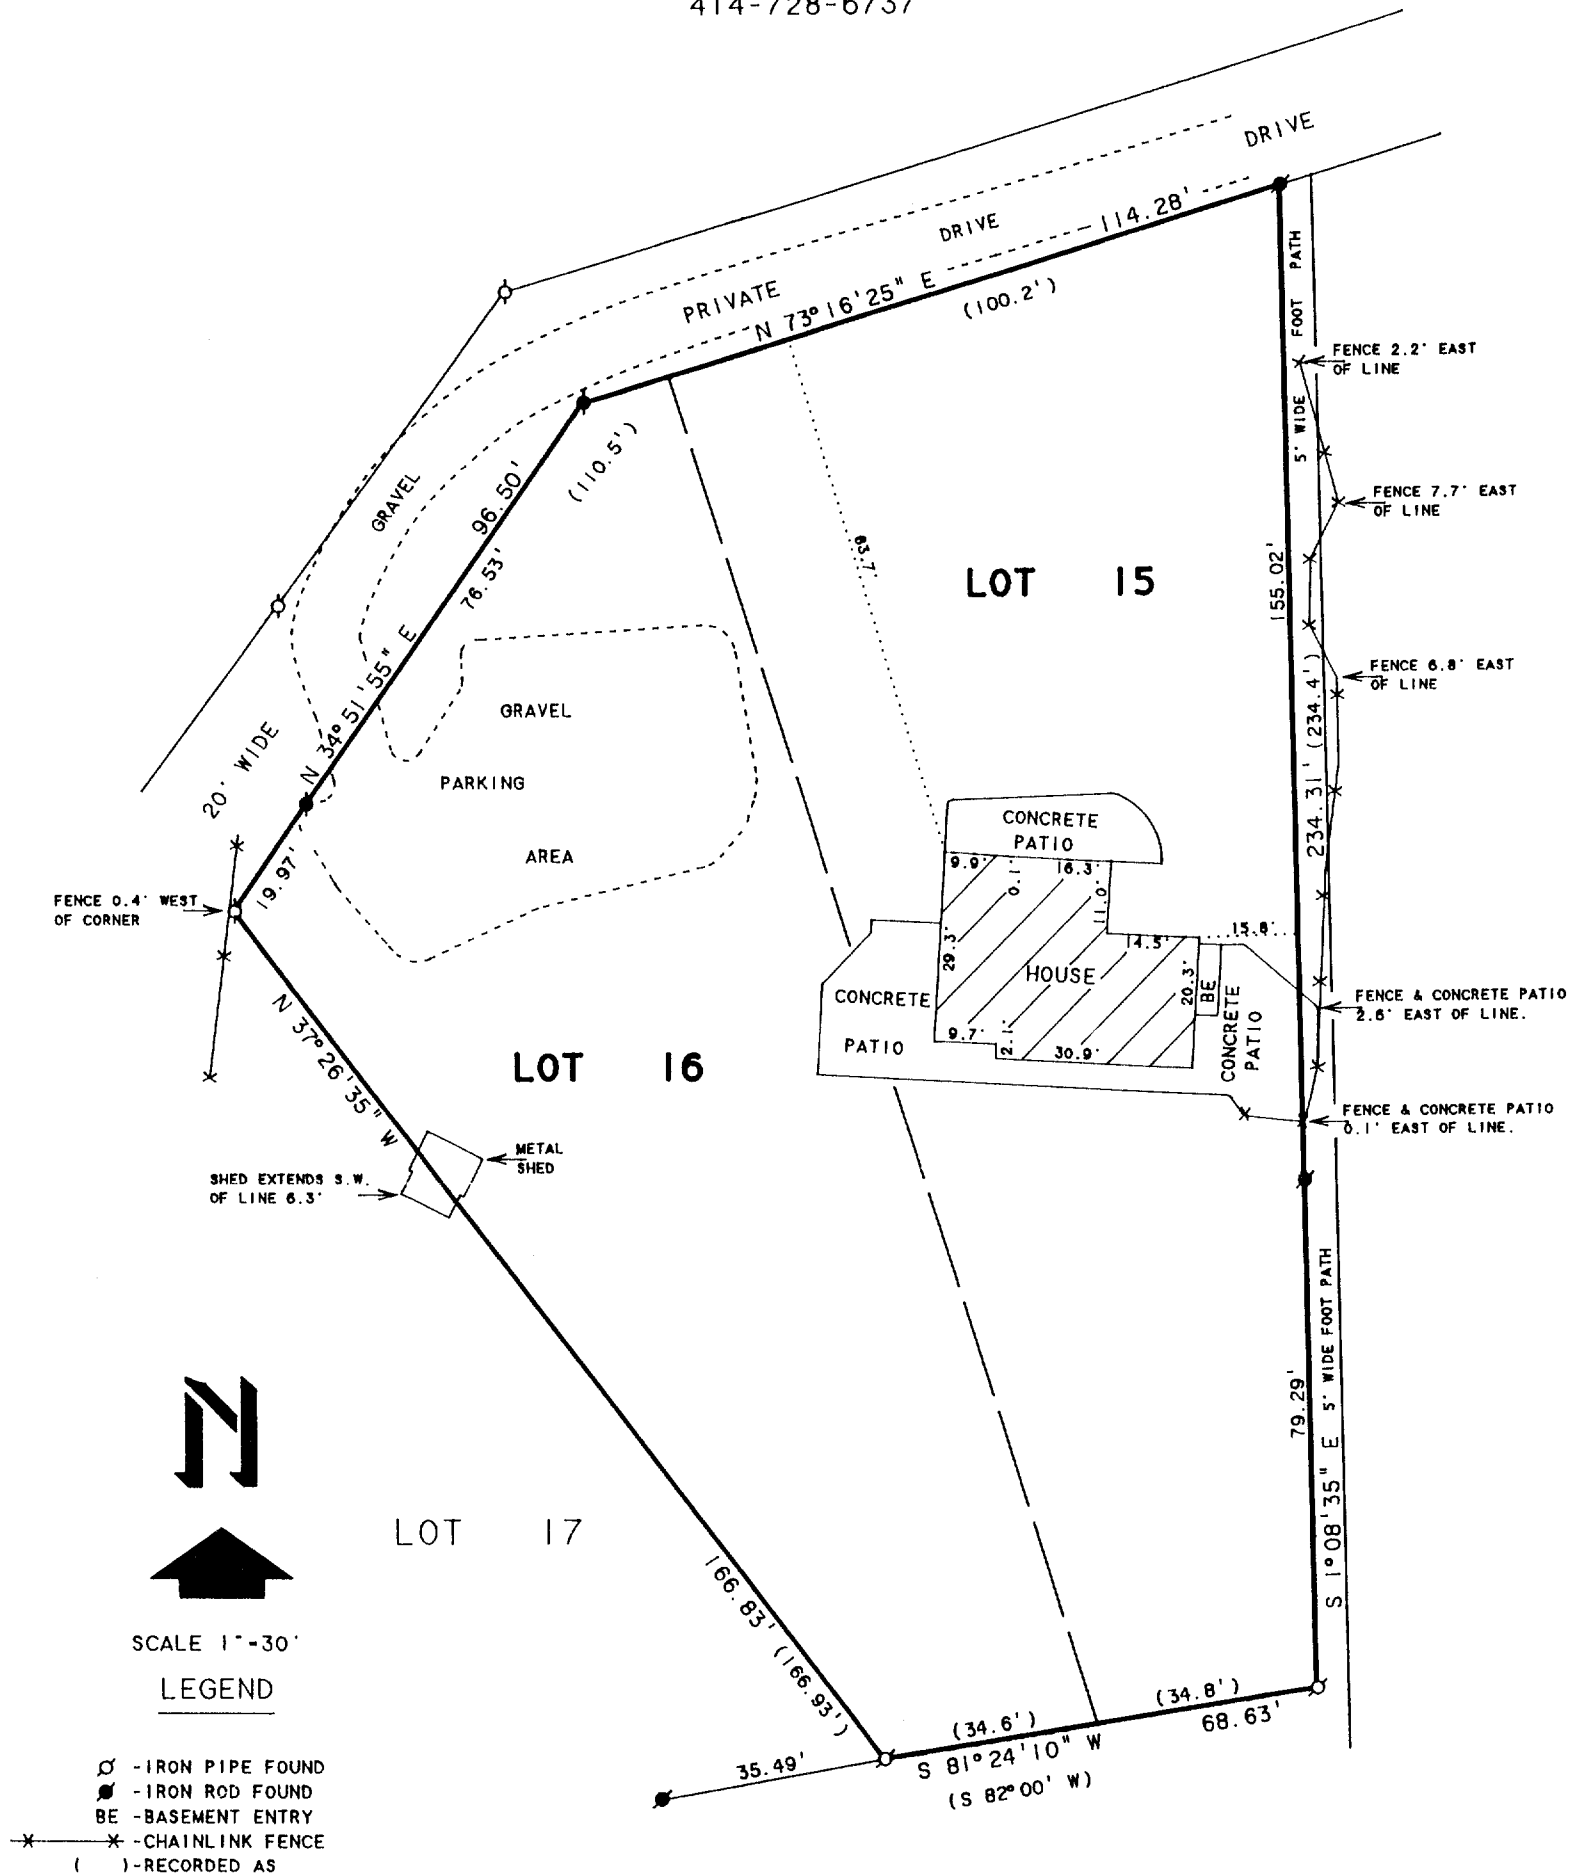 414-728-6737
DRIVE
DRIVE
PRIVATE
GRAVEL
20' WIDE
N 73°16'25" E
114.28'
(100.2')
96.50'
(110.5')
76.53'
N 34°51'55" E
19.97'
5' WIDE FOOT PATH
FENCE 2.2' EAST
OF LINE
FENCE 7.7' EAST
OF LINE
FENCE 6.8' EAST
OF LINE
155.02'
234.31' (234.4')
LOT 15
GRAVEL
PARKING
AREA
CONCRETE
PATIO
9.9'
0.1'
16.3'
11.0'
15.8'
29.3'
14.5'
HOUSE
20.3'
BE
9.7'
2.1'
30.9'
CONCRETE
PATIO
CONCRETE
PATIO
FENCE & CONCRETE PATIO
2.6' EAST OF LINE.
FENCE & CONCRETE PATIO
0.1' EAST OF LINE.
FENCE 0.4' WEST
OF CORNER
LOT 16
N 37°26'35" W
METAL
SHED
SHED EXTENDS S.W.
OF LINE 6.3'
166.83' (166.93')
5' WIDE FOOT PATH
79.29'
S 1°08'35" E
LOT 17
(34.6')
(34.8')
68.63'
35.49'
S 81°24'10" W
(S 82°00' W)
N
SCALE 1"-30'
LEGEND
-IRON PIPE FOUND
-IRON ROD FOUND
BE -BASEMENT ENTRY
-CHAINLINK FENCE
( )-RECORDED AS